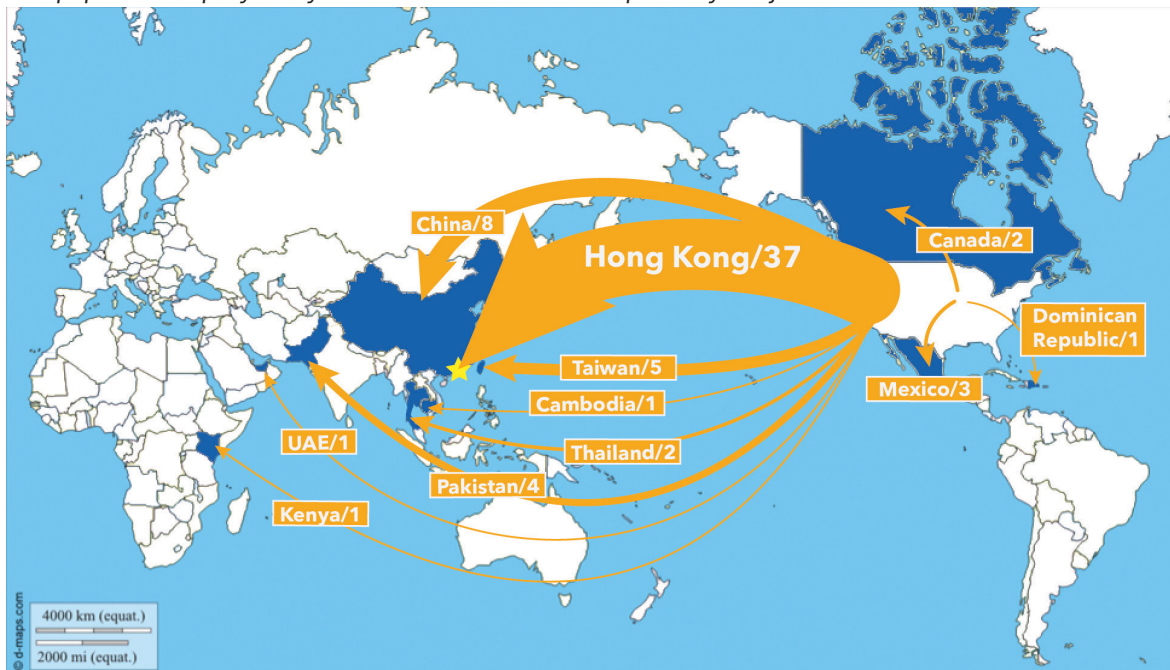 China/8
Hong Kong/37
Canada/2
Dominican
Republic/1
Taiwan/5
Mexico/3
Cambodia/1
UAE/1
Thailand/2
Pakistan/4
Kenya/1
© d-maps.com
4000 km (equat.)
2000 mi (equat.)